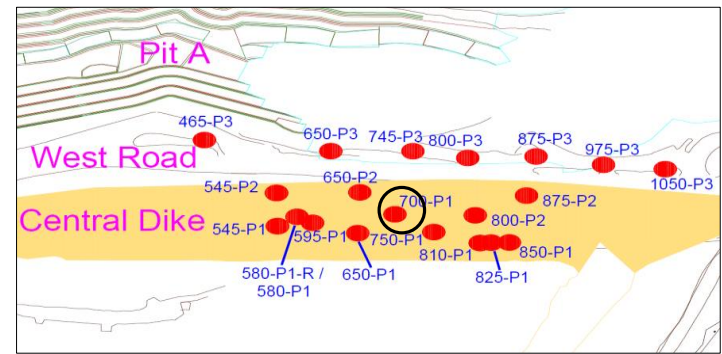 Pit A
465-P3
650-P3
745-P3
800-P3
875-P3
975-P3
1050-P3
West Road
545-P2
650-P2
700-P1
875-P2
Central Dike
545-P1
595-P1
750-P1
800-P2
810-P1
850-P1
580-P1-R /
580-P1
650-P1
825-P1